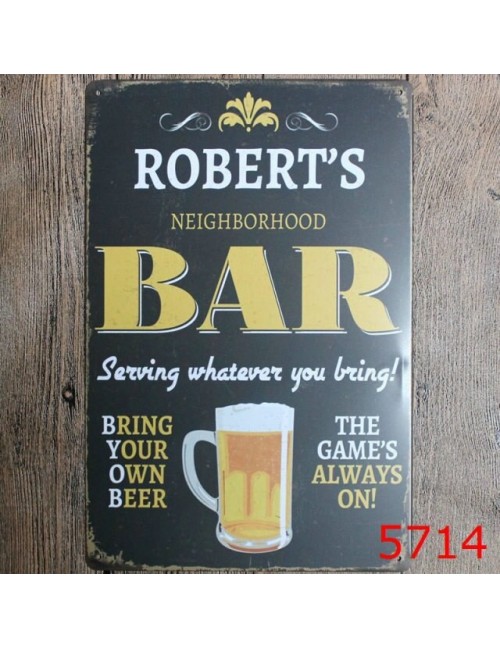 ROBERT'S
NEIGHBORHOOD
BAR
Serving whatever you bring!
BRING
YOUR
OWN
BEER
THE
GAME'S
ALWAYS
ON!
5714